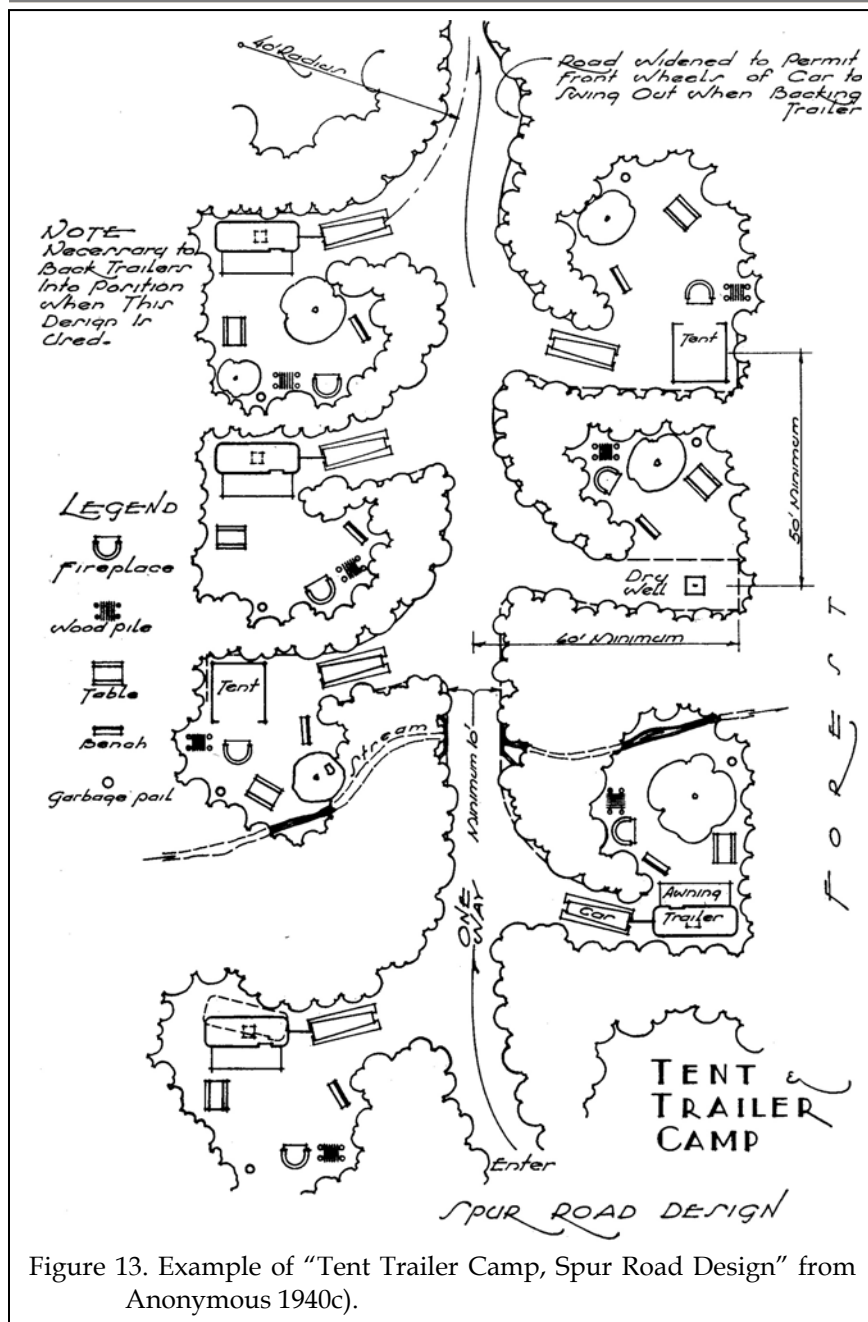 40' Radius
Road Widened to Permit
Front Wheels of Car to
Swing Out When Backing
Trailer
NOTE
Necessary to
Back Trailers
Into Position
When This
Design Is
Used.
Tent
50' Minimum
LEGEND
Fireplace
Wood pile
Table
Bench
Garbage pail
Dry
Well
60' Minimum
Tent
Stream
Minimum 10'
FOREST
ONE
WAY
Awning
Car
Trailer
TENT &
TRAILER
CAMP
Enter
SPUR ROAD DESIGN
Figure 13. Example of “Tent Trailer Camp, Spur Road Design” from
Anonymous 1940c).